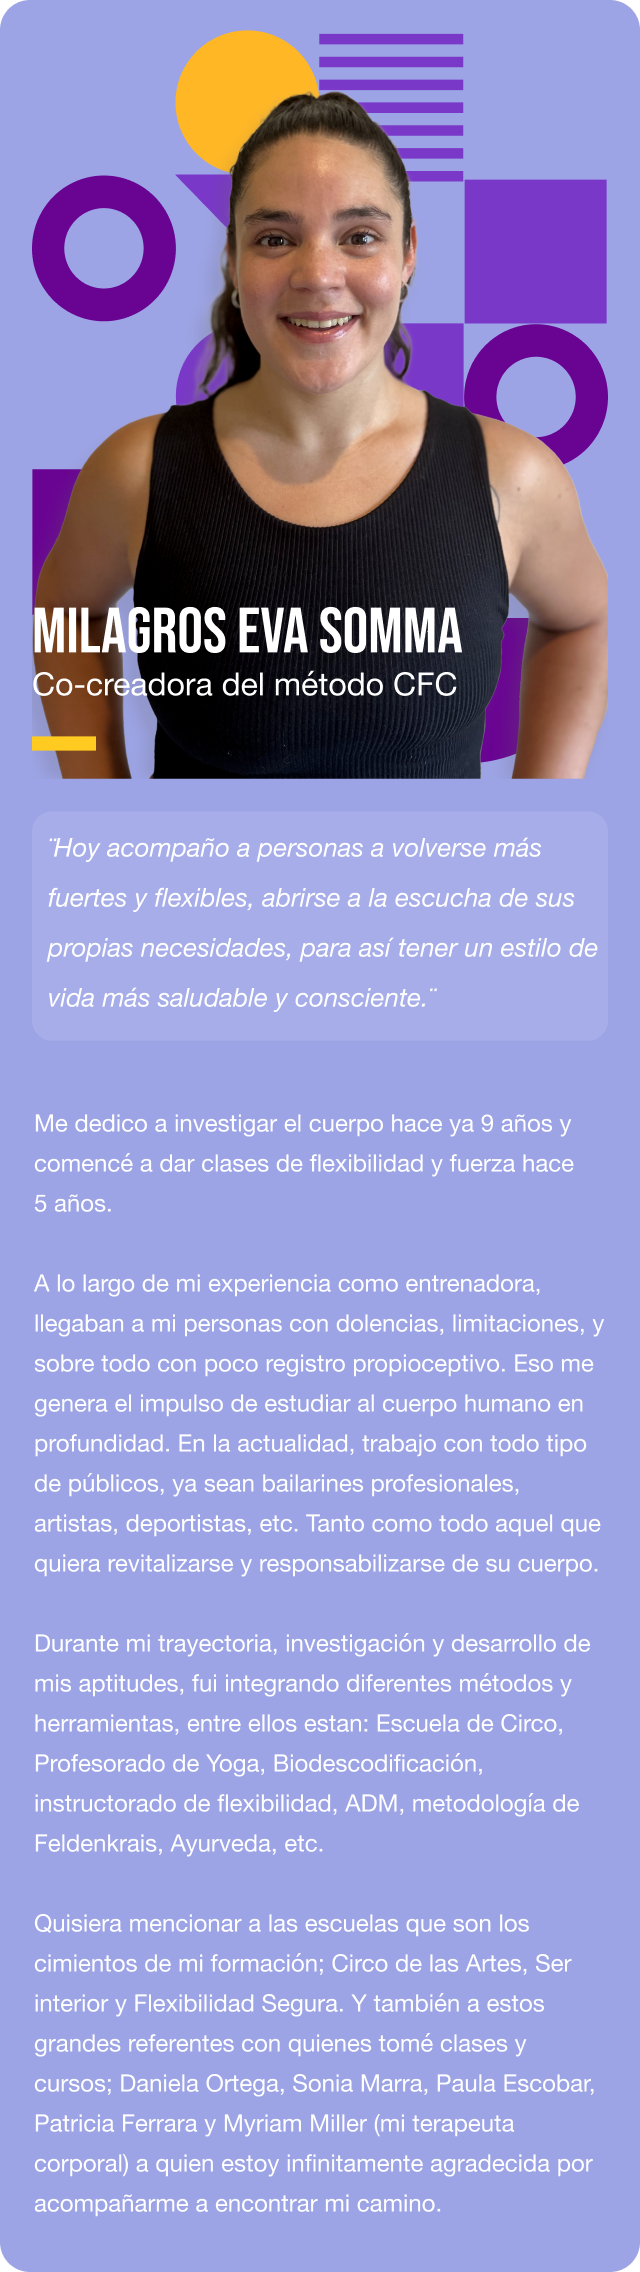 MILAGROS EVA SOMMA
Co-creadora del método CFC
¨Hoy acompaño a personas a volverse más
fuertes y flexibles, abrirse a la escucha de sus
propias necesidades, para así tener un estilo de
vida más saludable y consciente.¨
Me dedico a investigar el cuerpo hace ya 9 años y
comencé a dar clases de flexibilidad y fuerza hace
5 años.
A lo largo de mi experiencia como entrenadora,
llegaban a mi personas con dolencias, limitaciones, y
sobre todo con poco registro propioceptivo. Eso me
genera el impulso de estudiar al cuerpo humano en
profundidad. En la actualidad, trabajo con todo tipo
de públicos, ya sean bailarines profesionales,
artistas, deportistas, etc. Tanto como todo aquel que
quiera revitalizarse y responsabilizarse de su cuerpo.
Durante mi trayectoria, investigación y desarrollo de
mis aptitudes, fui integrando diferentes métodos y
herramientas, entre ellos estan: Escuela de Circo,
Profesorado de Yoga, Biodescodificación,
instructorado de flexibilidad, ADM, metodología de
Feldenkrais, Ayurveda, etc.
Quisiera mencionar a las escuelas que son los
cimientos de mi formación; Circo de las Artes, Ser
interior y Flexibilidad Segura. Y también a estos
grandes referentes con quienes tomé clases y
cursos; Daniela Ortega, Sonia Marra, Paula Escobar,
Patricia Ferrara y Myriam Miller (mi terapeuta
corporal) a quien estoy infinitamente agradecida por
acompañarme a encontrar mi camino.